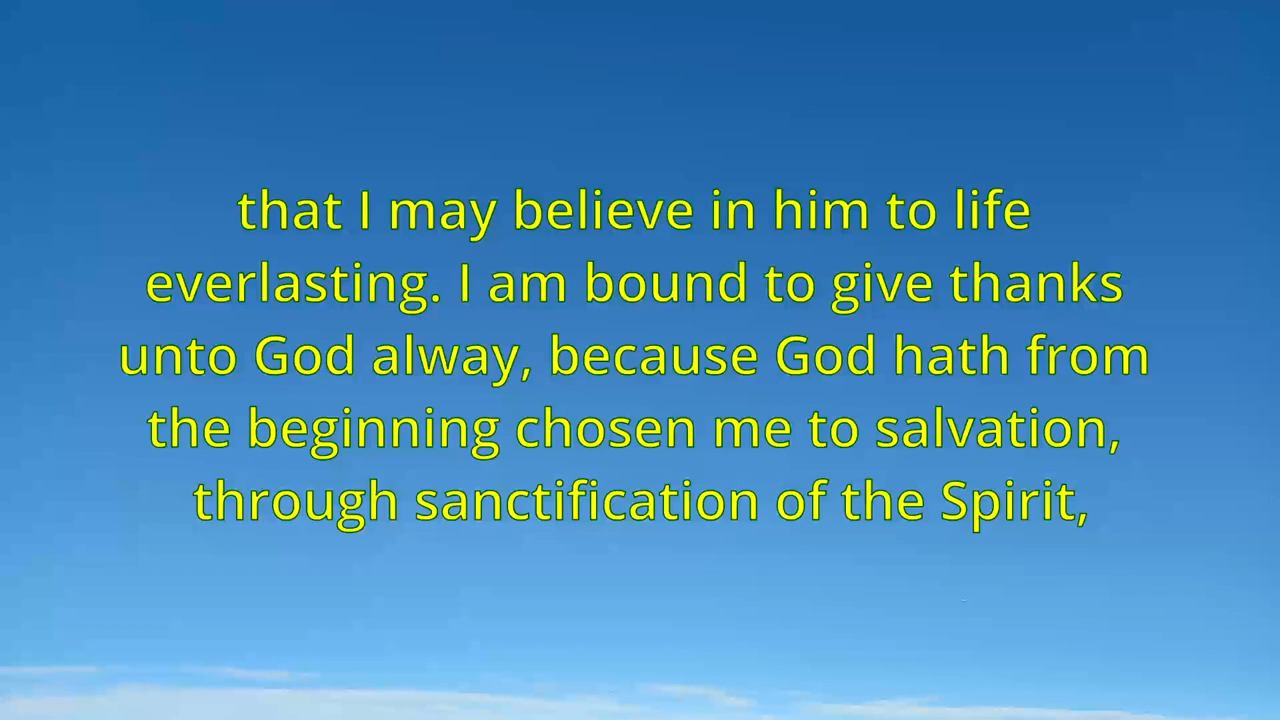 that I may believe in him to life
everlasting. I am bound to give thanks
unto God alway, because God hath from
the beginning chosen me to salvation,
through sanctification of the Spirit,